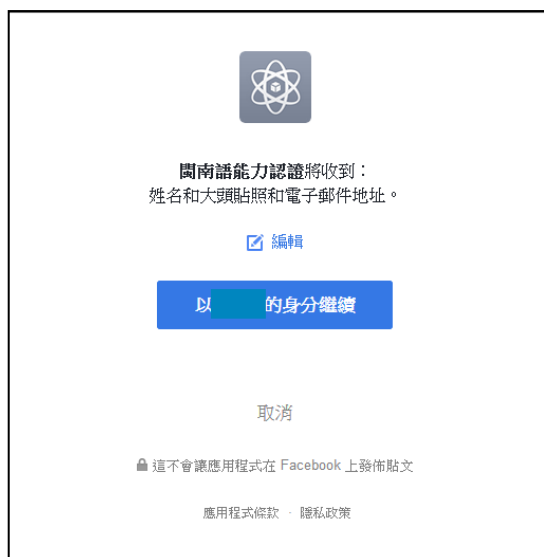 閩南語能力認證將收到：
姓名和大頭貼照和電子郵件地址。
編輯
以 的身分繼續
取消
這不會讓應用程式在 Facebook 上發佈貼文
應用程式條款 · 隱私政策